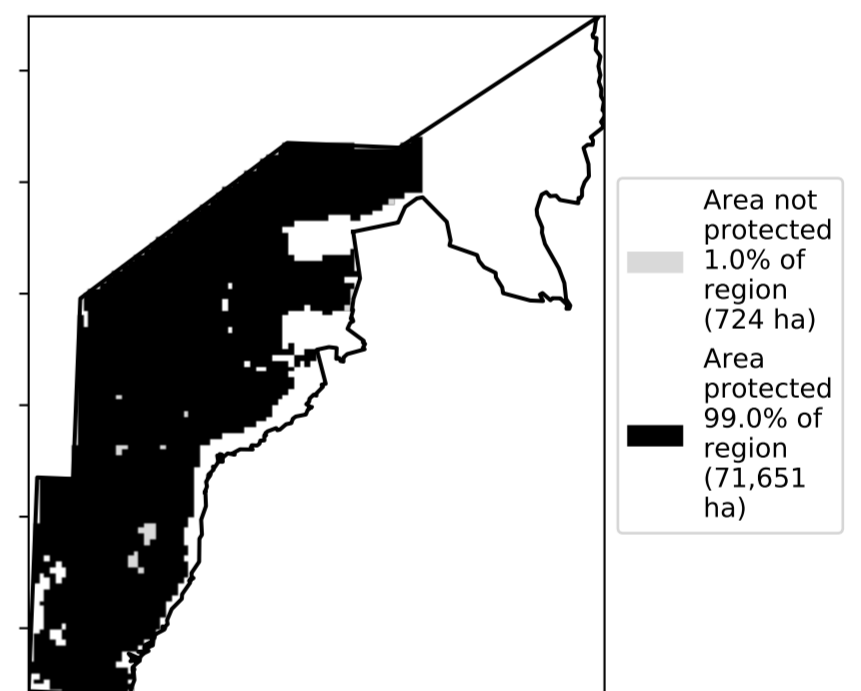 Area not
protected
1.0% of
region
(724 ha)
Area
protected
99.0% of
region
(71,651
ha)